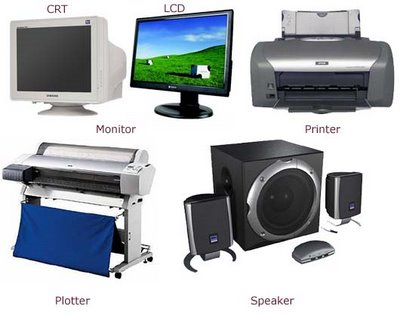 CRT
LCD
Monitor
Printer
Plotter
Speaker